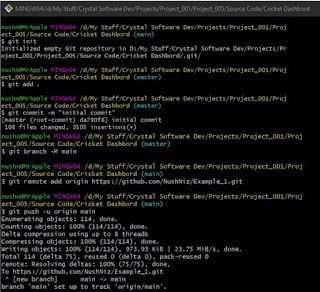 MINGW64:/d/My Stuff/Crystal Software Dev/Projects/Project_001/Project_005/Source Code/Cricket Dashbord
nushn@MrApple MINGW64 /d/My Stuff/Crystal Software Dev/Projects/Project_001/Proj
ect_005/Source Code/Cricket Dashbord (main)
$ git init
Initialized empty Git repository in D:/My Stuff/Crystal Software Dev/Projects/Pr
oject_001/Project_005/Source Code/Cricket Dashbord/.git/
nushn@MrApple MINGW64 /d/My Stuff/Crystal Software Dev/Projects/Project_001/Proj
ect_005/Source Code/Cricket Dashbord (master)
$ git add .
nushn@MrApple MINGW64 /d/My Stuff/Crystal Software Dev/Projects/Project_001/Proj
ect_005/Source Code/Cricket Dashbord (master)
$ git commit -m "initial commit"
[master (root-commit) da790f8] initial commit
108 files changed, 3505 insertions(+)
nushn@MrApple MINGW64 /d/My Stuff/Crystal Software Dev/Projects/Project_001/Proj
ect_005/Source Code/Cricket Dashbord (master)
$ git branch -M main
nushn@MrApple MINGW64 /d/My Stuff/Crystal Software Dev/Projects/Project_001/Proj
ect_005/Source Code/Cricket Dashbord (main)
$ git remote add origin https://github.com/NushNiz/Example_1.git
nushn@MrApple MINGW64 /d/My Stuff/Crystal Software Dev/Projects/Project_001/Proj
ect_005/Source Code/Cricket Dashbord (main)
$ git push -u origin main
Enumerating objects: 114, done.
Counting objects: 100% (114/114), done.
Delta compression using up to 8 threads
Compressing objects: 100% (114/114), done.
Writing objects: 100% (114/114), 973.93 KiB | 23.75 MiB/s, done.
Total 114 (delta 75), reused 0 (delta 0), pack-reused 0
remote: Resolving deltas: 100% (75/75), done.
To https://github.com/NushNiz/Example_1.git
* [new branch] main -> main
branch 'main' set up to track 'origin/main'.